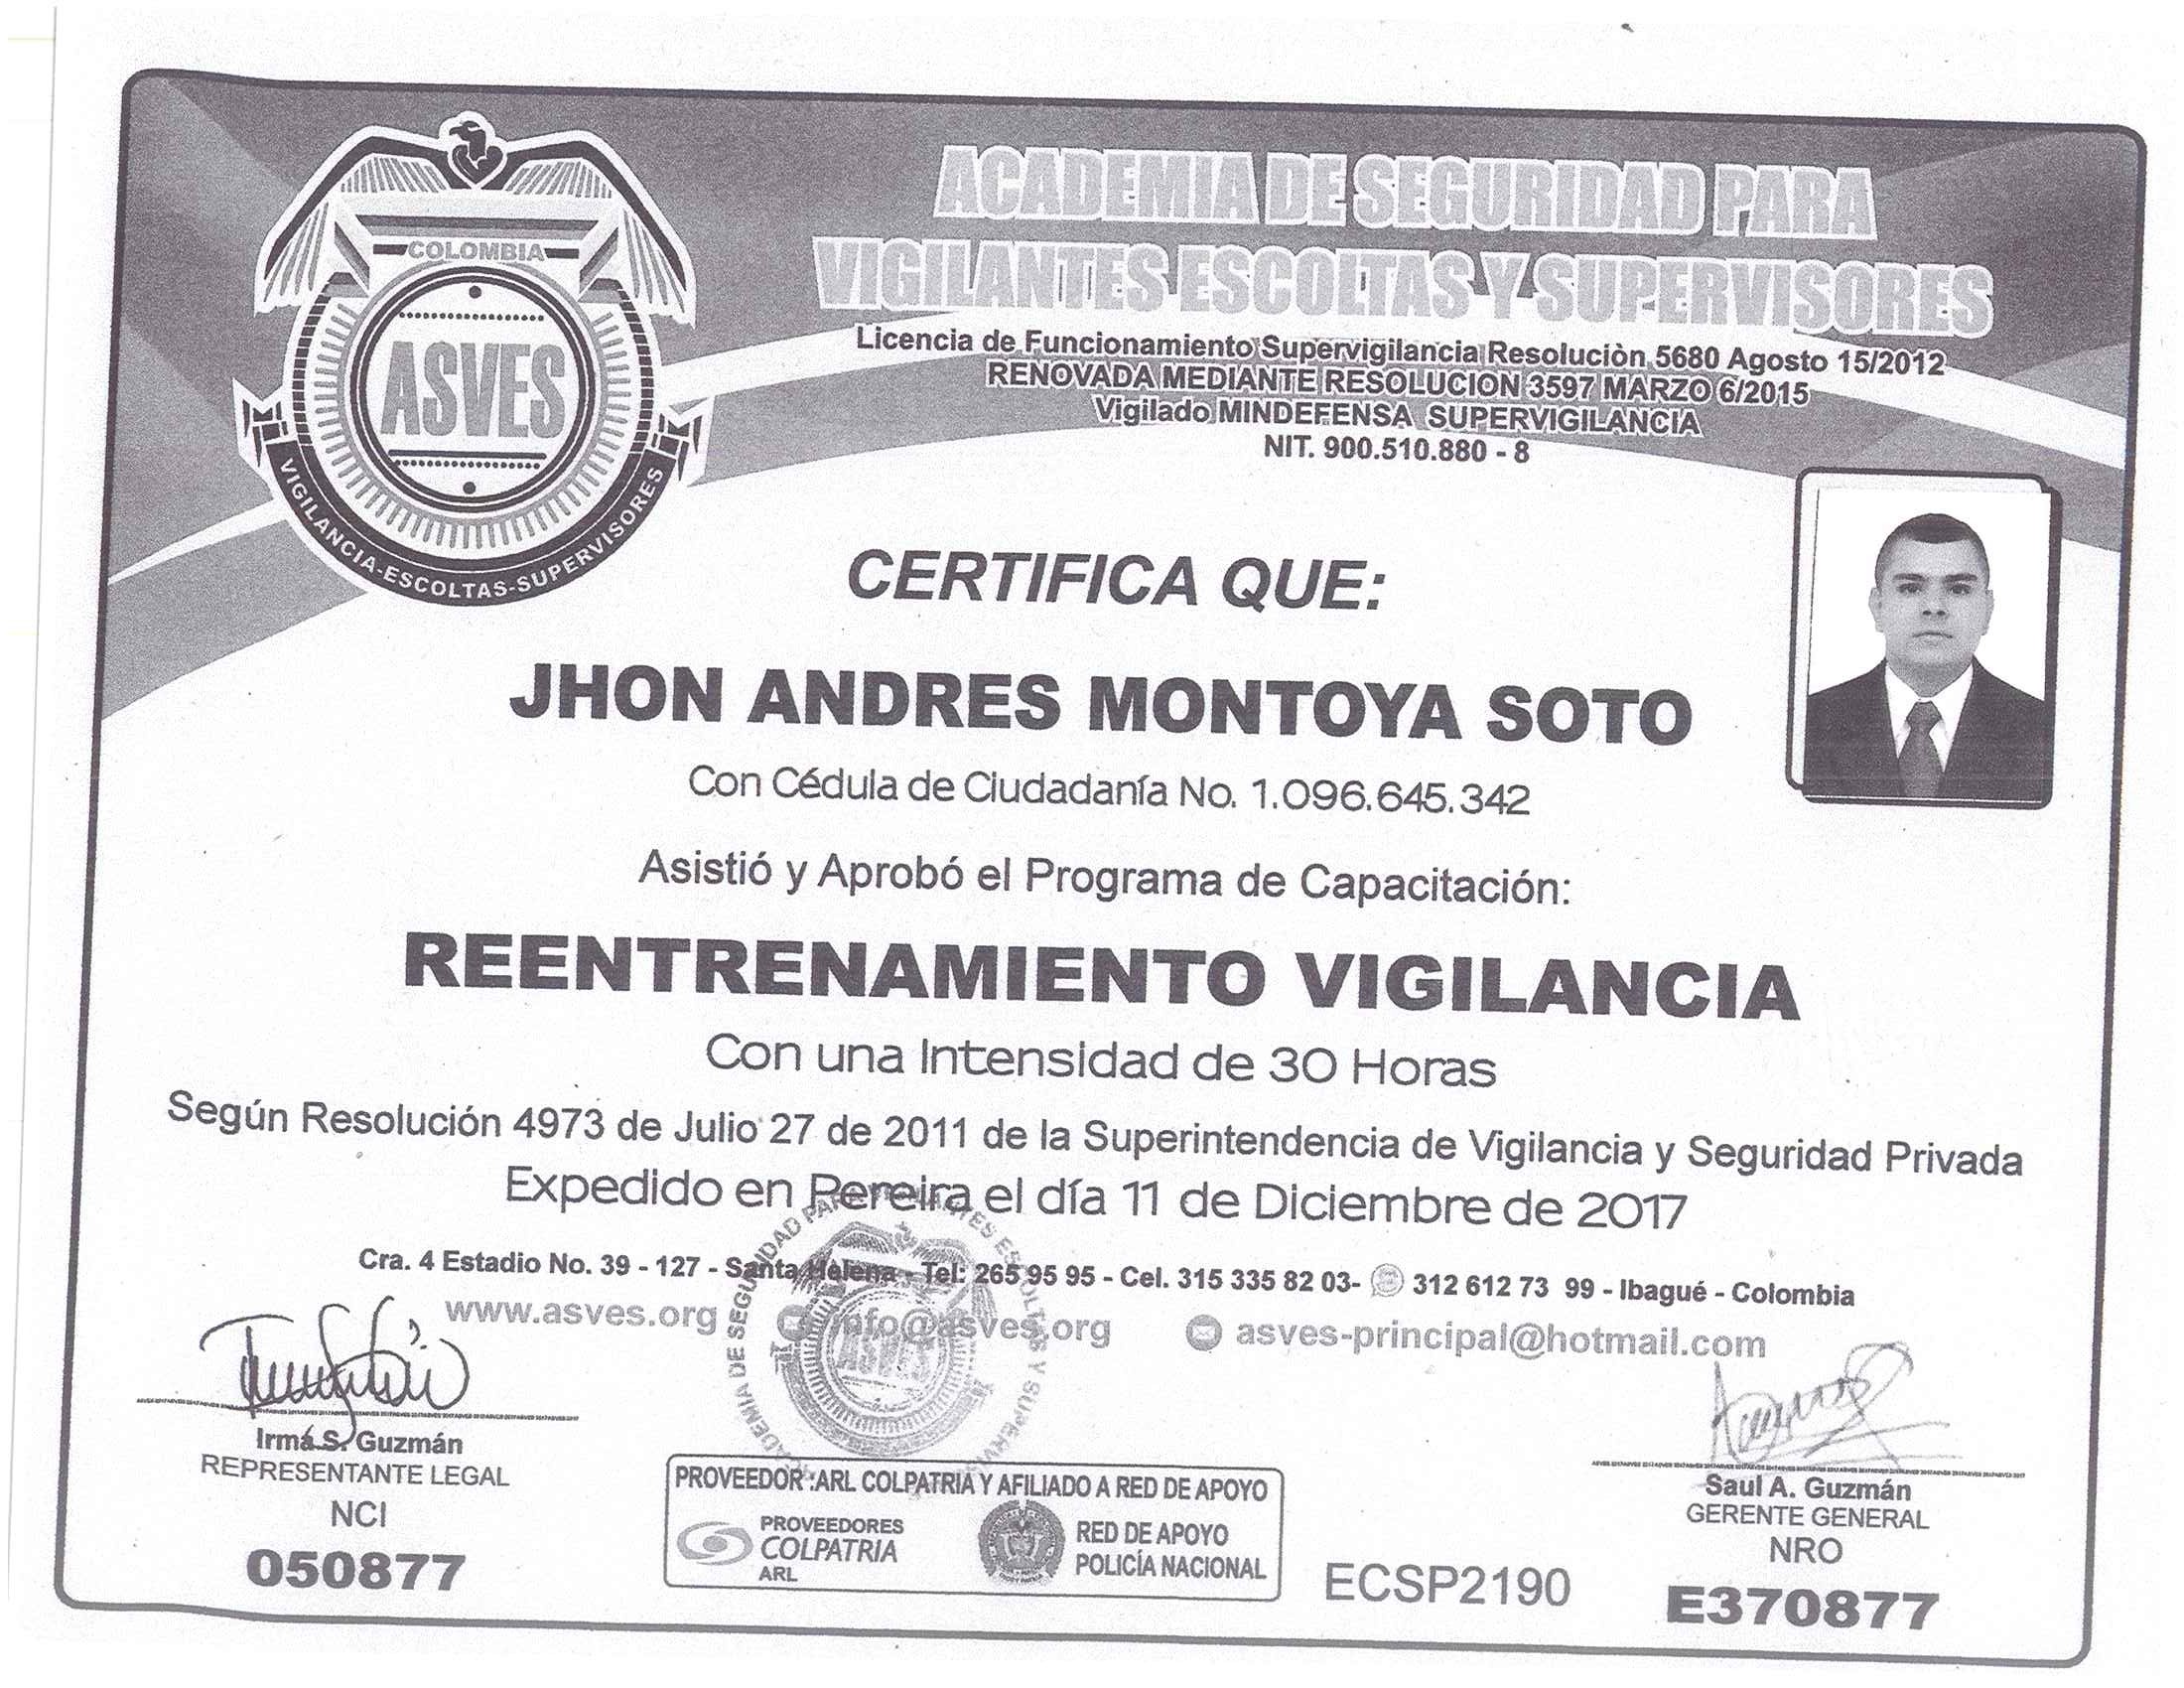 ACADEMIA DE SEGURIDAD PARA
VIGILANTES ESCOLTAS Y SUPERVISORES
Licencia de Funcionamiento Supervigilancia Resoluciòn 5680 Agosto 15/2012
RENOVADA MEDIANTE RESOLUCION 3597 MARZO 6/2015
Vigilado MINDEFENSA SUPERVIGILANCIA
NIT. 900.510.880 - 8
COLOMBIA
ASVES
VIGILANCIA-ESCOLTAS-SUPERVISORES
CERTIFICA QUE:
JHON ANDRES MONTOYA SOTO
Con Cédula de Ciudadanía No. 1.096.645.342
Asistió y Aprobó el Programa de Capacitación:
REENTRENAMIENTO VIGILANCIA
Con una Intensidad de 30 Horas
Según Resolución 4973 de Julio 27 de 2011 de la Superintendencia de Vigilancia y Seguridad Privada
Expedido en Pereira el día 11 de Diciembre de 2017
Cra. 4 Estadio No. 39 - 127 - Santa Helena - Tel: 265 95 95 - Cel. 315 335 82 03- 312 612 73 99 - Ibagué - Colombia
www.asves.org info@asves.org asves-principal@hotmail.com
ASVES
Irma S. Guzmán
REPRESENTANTE LEGAL
NCI
050877
PROVEEDOR :ARL COLPATRIA Y AFILIADO A RED DE APOYO
PROVEEDORES
COLPATRIA
ARL
RED DE APOYO
POLICÍA NACIONAL
ECSP2190
Saul A. Guzmán
GERENTE GENERAL
NRO
E370877